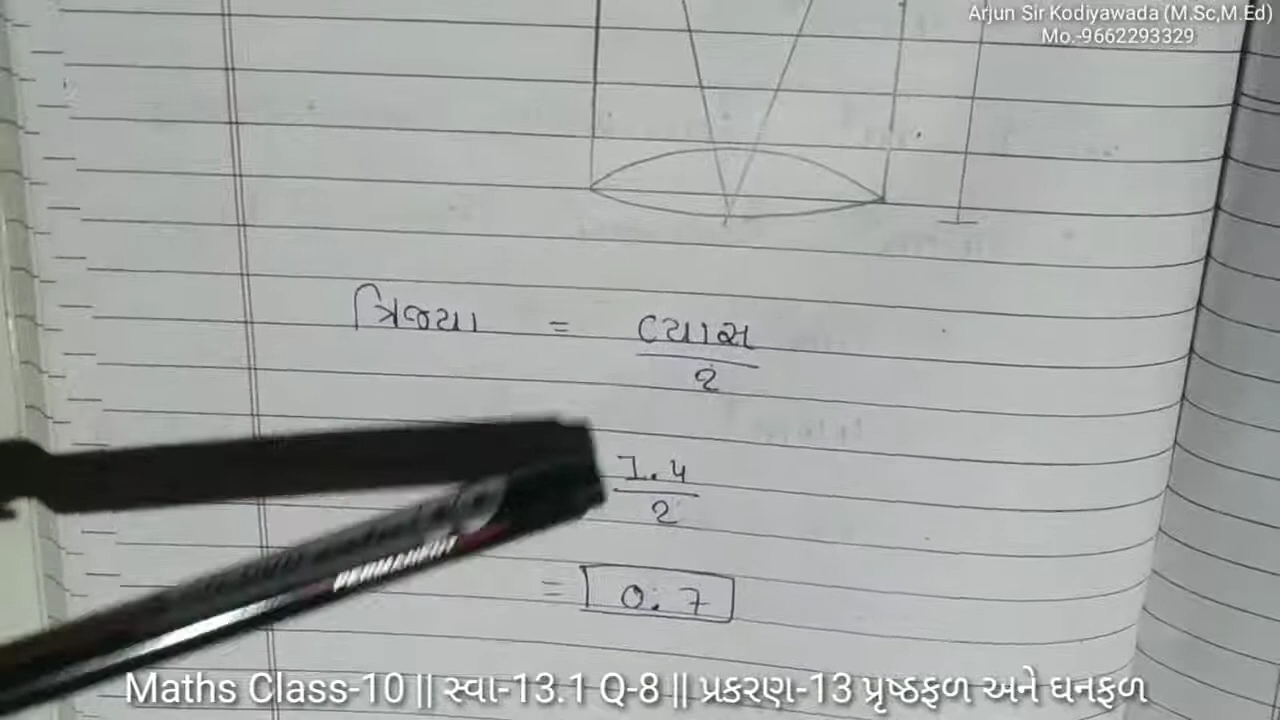 Arjun Sir Kodiyawada (M.Sc,M.Ed)
Mo.-9662293329
ત્રિજ્યા = વ્યાસ
2
1.4
2
= 0.7
PERMANENT
Maths Class-10 || સ્વા-13.1 Q-8 || પ્રકરણ-13 પૃષ્ઠફળ અને ઘનફળ